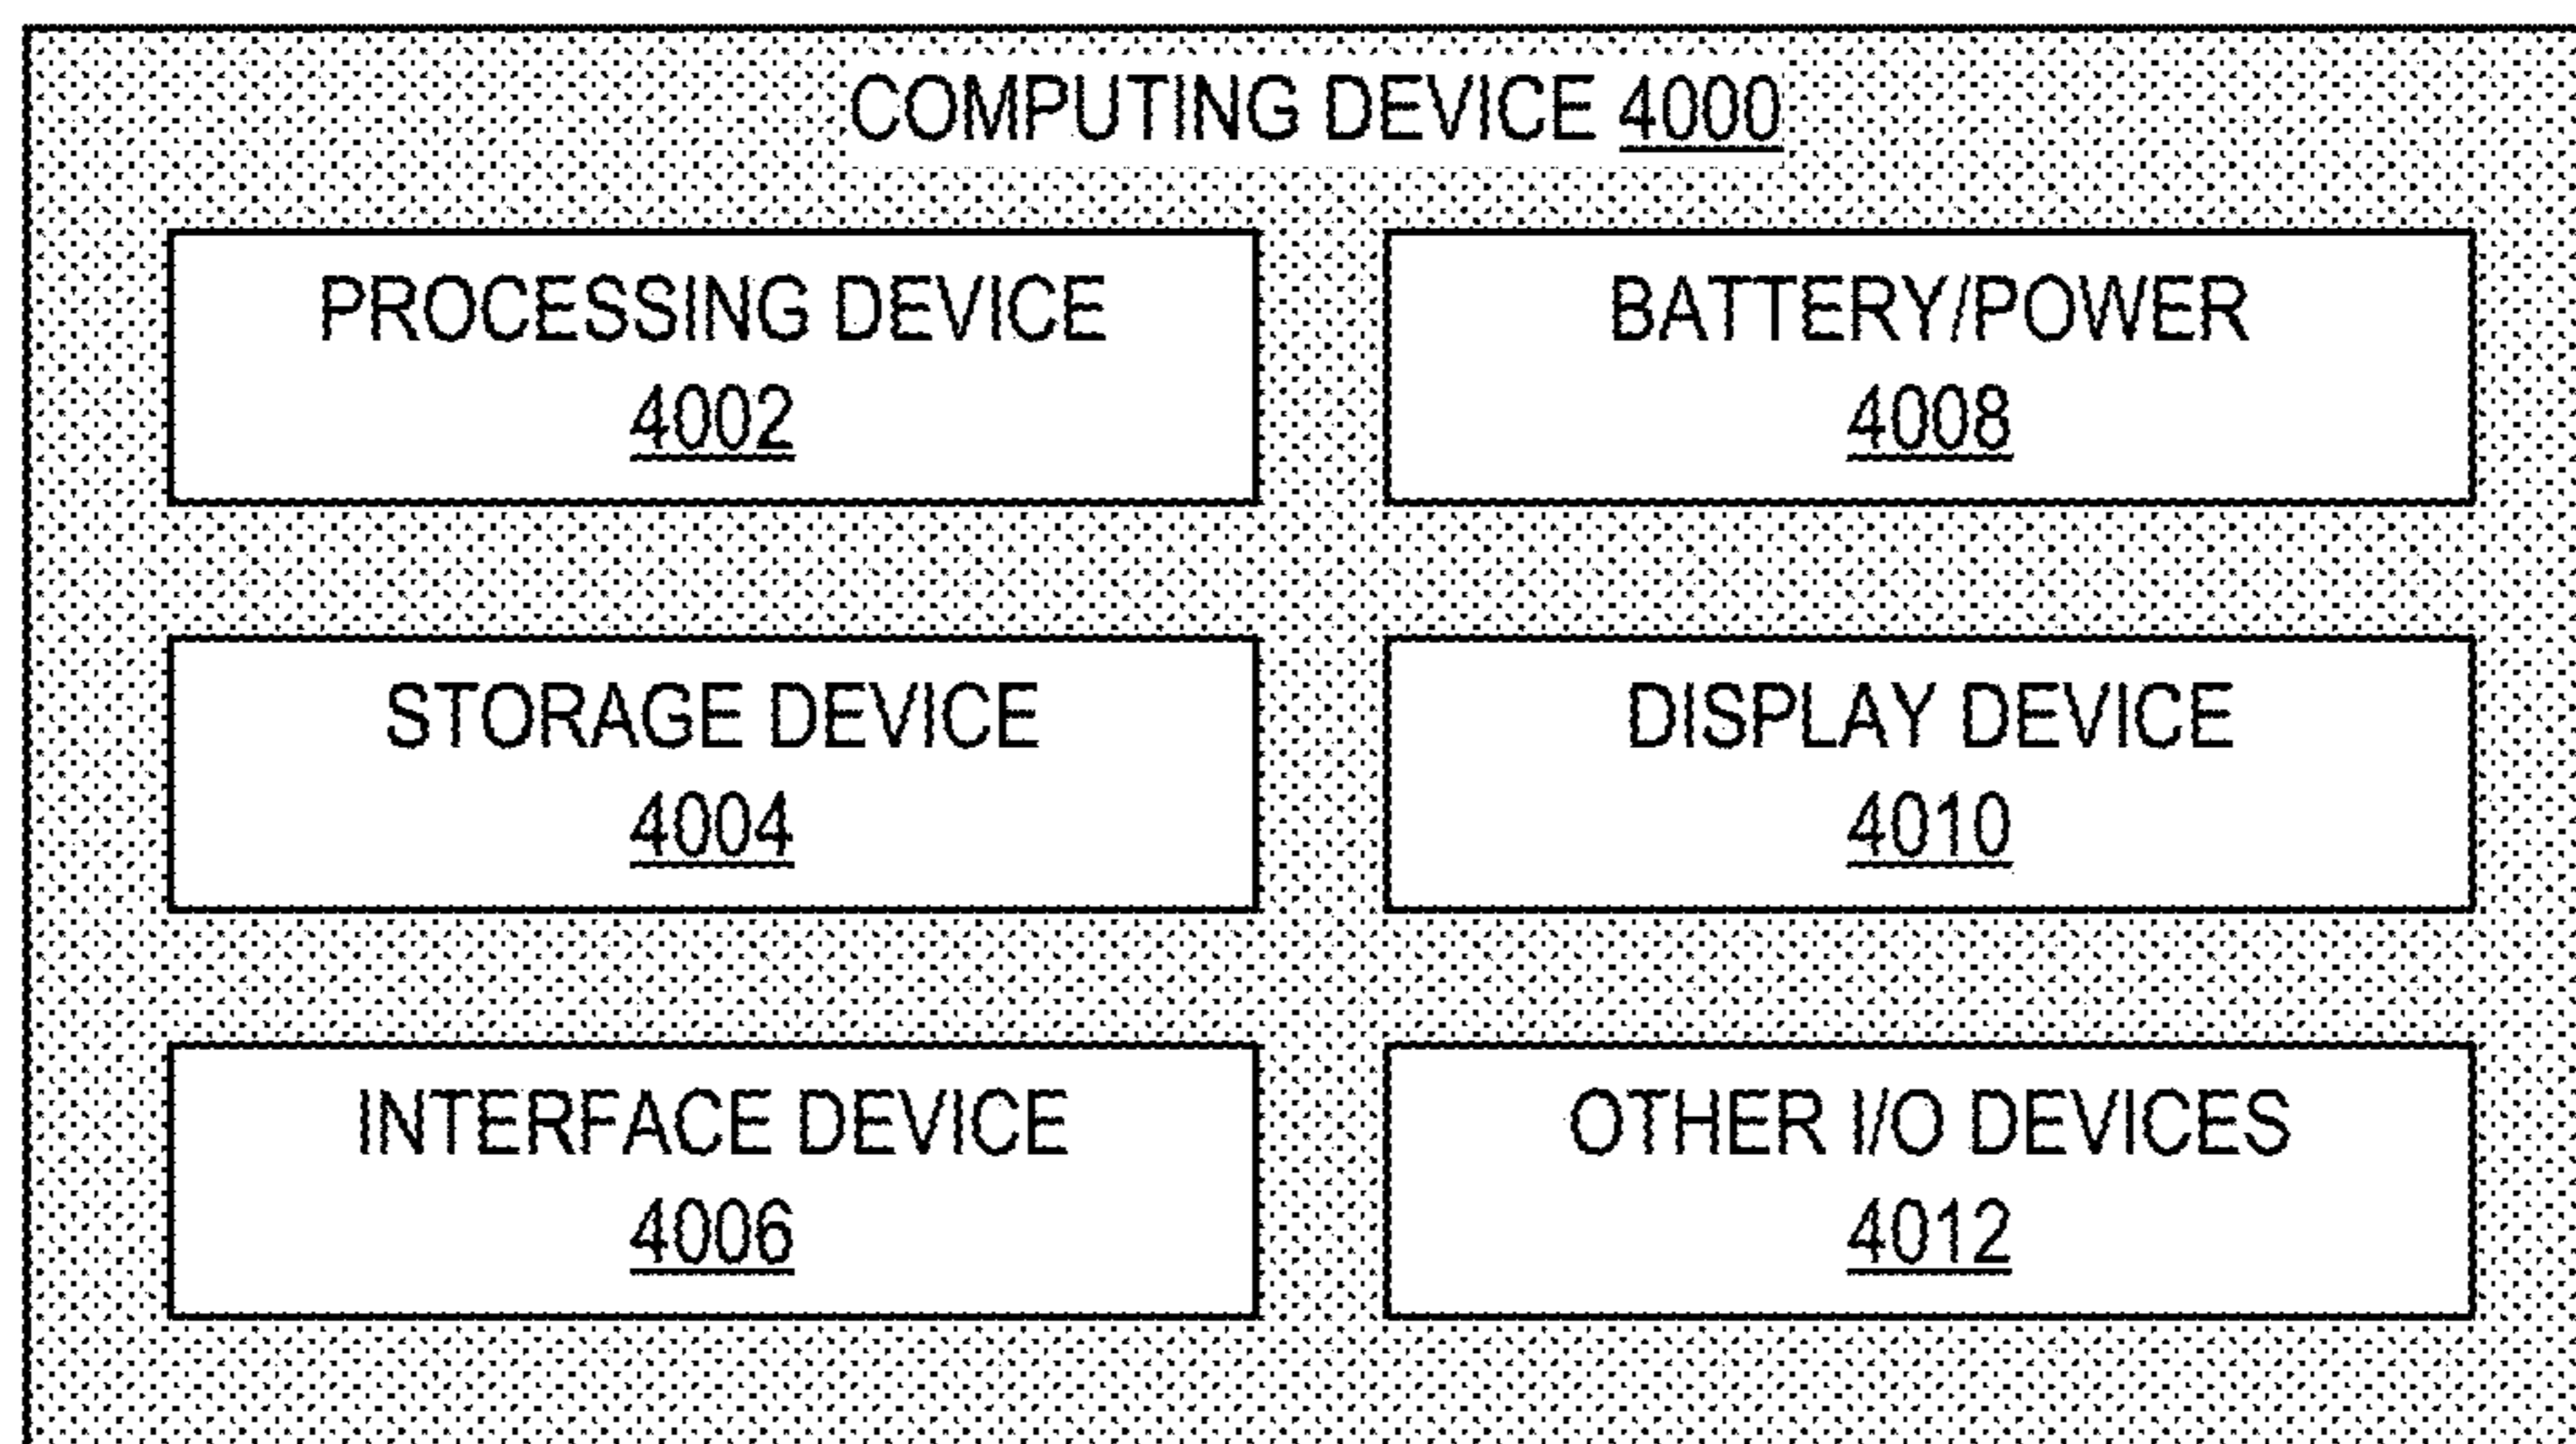 COMPUTING DEVICE 4000
PROCESSING DEVICE
4002
BATTERY/POWER
4008
STORAGE DEVICE
4004
DISPLAY DEVICE
4010
INTERFACE DEVICE
4006
OTHER I/O DEVICES
4012